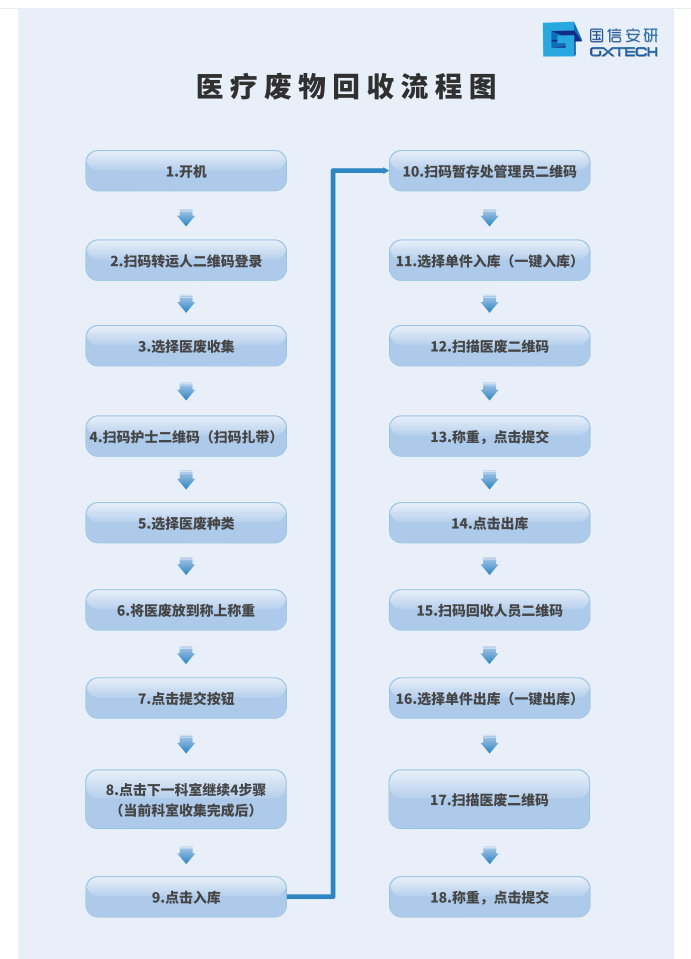 国信安研
GXTECH
医疗废物回收流程图
1.开机
2.扫码转运人二维码登录
3.选择医废收集
4.扫码护士二维码（扫码扎带）
5.选择医废种类
6.将医废放到称上称重
7.点击提交按钮
8.点击下一科室继续4步骤
（当前科室收集完成后）
9.点击入库
10.扫码暂存处管理员二维码
11.选择单件入库（一键入库）
12.扫描医废二维码
13.称重，点击提交
14.点击出库
15.扫码回收人员二维码
16.选择单件出库（一键出库）
17.扫描医废二维码
18.称重，点击提交